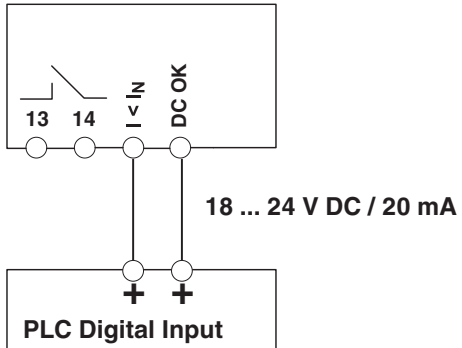 13 14 I < IN DC OK
18 ... 24 V DC / 20 mA
+ +
PLC Digital Input